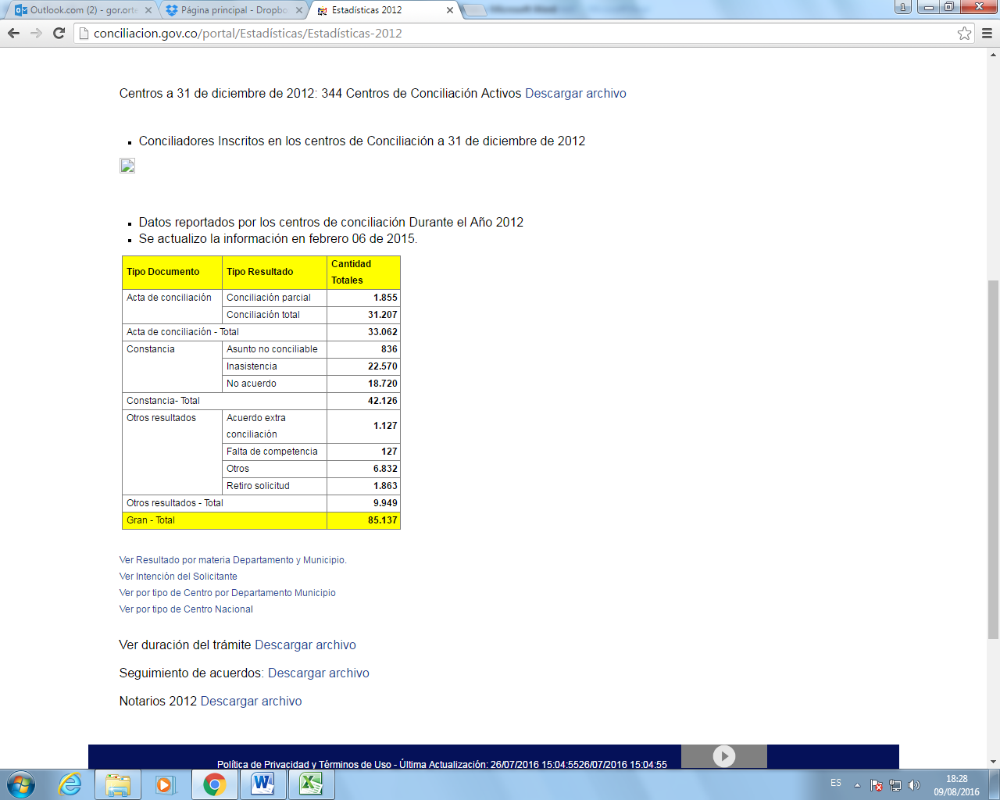 Outlook.com (2) - gor.orte
Página principal - Dropbo
Estadísticas 2012
1
conciliacion.gov.co/portal/Estadísticas/Estadísticas-2012
Centros a 31 de diciembre de 2012: 344 Centros de Conciliación Activos Descargar archivo
Conciliadores Inscritos en los centros de Conciliación a 31 de diciembre de 2012
Datos reportados por los centros de conciliación Durante el Año 2012
Se actualizo la información en febrero 06 de 2015.
Tipo Documento Tipo Resultado Cantidad Totales
Acta de conciliación Conciliación parcial 1.855
Conciliación total 31.207
Acta de conciliación - Total 33.062
Constancia Asunto no conciliable 836
Inasistencia 22.570
No acuerdo 18.720
Constancia- Total 42.126
Otros resultados Acuerdo extra conciliación 1.127
Falta de competencia 127
Otros 6.832
Retiro solicitud 1.863
Otros resultados - Total 9.949
Gran - Total 85.137
Ver Resultado por materia Departamento y Municipio.
Ver Intención del Solicitante
Ver por tipo de Centro por Departamento Municipio
Ver por tipo de Centro Nacional
Ver duración del trámite Descargar archivo
Seguimiento de acuerdos: Descargar archivo
Notarios 2012 Descargar archivo
Política de Privacidad y Términos de Uso - Última Actualización: 26/07/2016 15:04:5526/07/2016 15:04:55
ES
18:28
09/08/2016